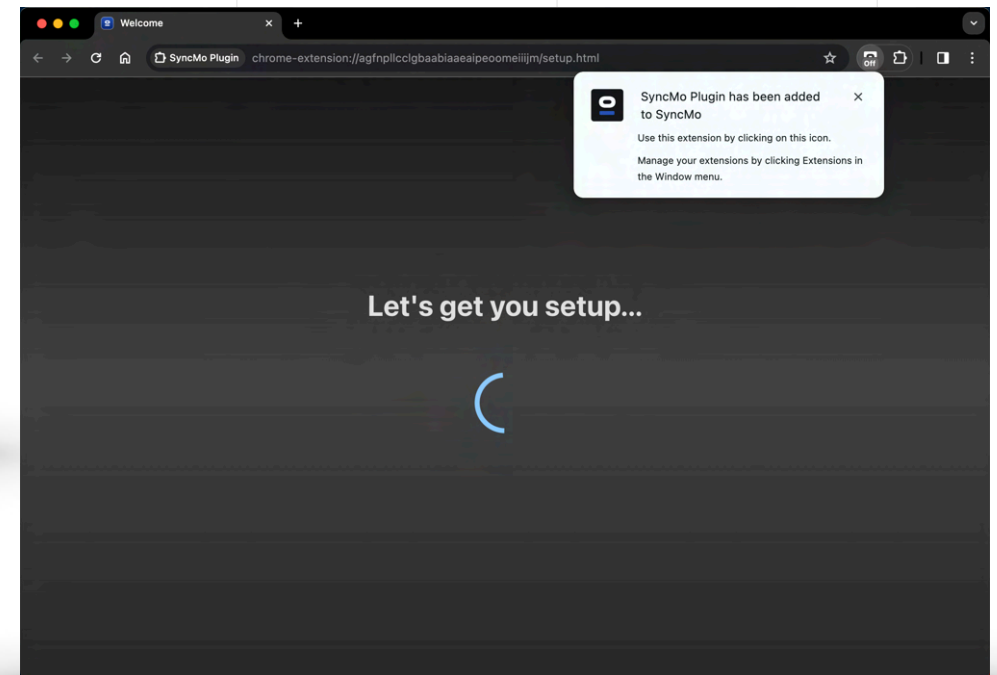 Welcome
SyncMo Plugin
chrome-extension://agfnpllcclgbaabiaaeaipeoomeiiijm/setup.html
Off
SyncMo Plugin has been added
to SyncMo
Use this extension by clicking on this icon.
Manage your extensions by clicking Extensions in
the Window menu.
Let's get you setup...